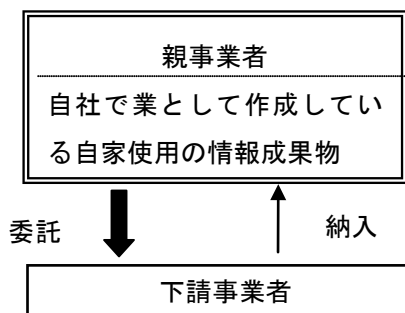 親事業者
自社で業として作成してい
る自家使用の情報成果物
委託
納入
下請事業者